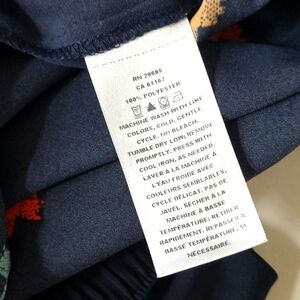 CA 61167
100% POLYESTER
MACHINE WASH WITH LIKE
COLORS, COLD, GENTLE
CYCLE, NO BLEACH.
TUMBLE DRY LOW, REMOVE
PROMPTLY. PRESS WITH
COOL IRON, AS NEEDED.
LAVER A LA MACHINE À
L'EAU FROIDE AVEC
COULEURS SEMBLABLES,
CYCLE DÉLICAT. PAS DE
JAVEL. SÉCHER A LA
MACHINE À BASSE
TEMPÉRATURE; RETIRER
RAPIDEMENT. REPASSER À
BASSE TEMPÉRATURE, SI
NÉCESSAIRE.